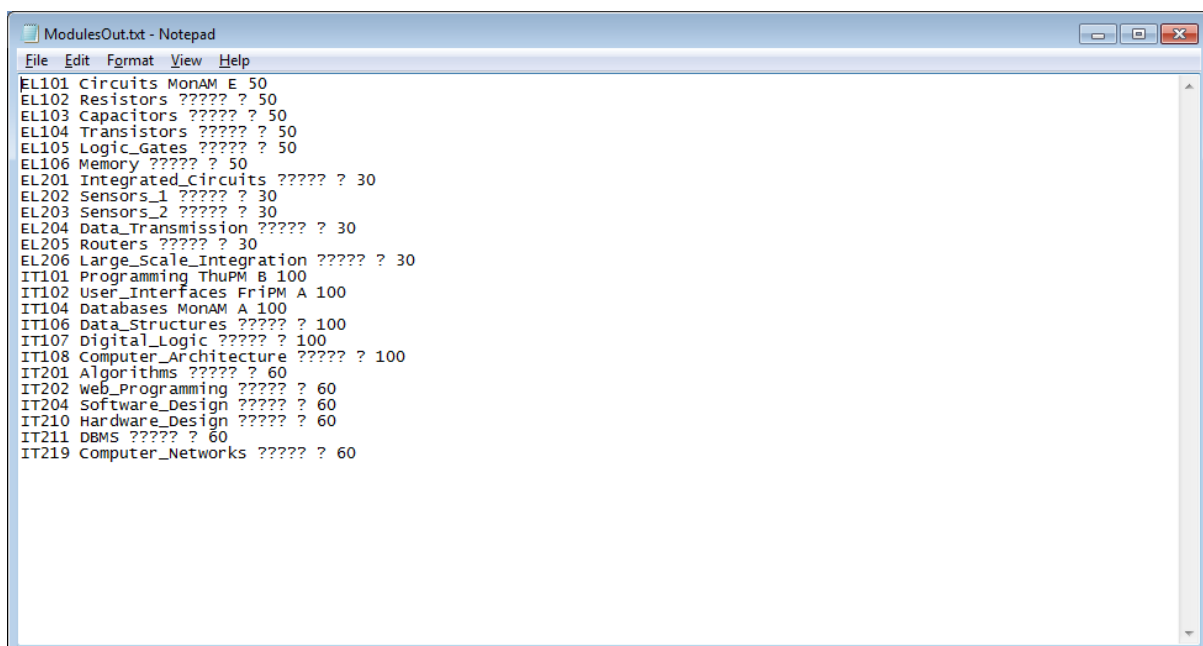 ModulesOut.txt - Notepad
File Edit Format View Help
EL101 Circuits MonAM E 50
EL102 Resistors ????? ? 50
EL103 Capacitors ????? ? 50
EL104 Transistors ????? ? 50
EL105 Logic_Gates ????? ? 50
EL106 Memory ????? ? 50
EL201 Integrated_Circuits ????? ? 30
EL202 Sensors_1 ????? ? 30
EL203 Sensors_2 ????? ? 30
EL204 Data_Transmission ????? ? 30
EL205 Routers ????? ? 30
EL206 Large_Scale_Integration ????? ? 30
IT101 Programming ThuPM B 100
IT102 User_Interfaces FriPM A 100
IT104 Databases MonAM A 100
IT106 Data_Structures ????? ? 100
IT107 Digital_Logic ????? ? 100
IT108 Computer_Architecture ????? ? 100
IT201 Algorithms ????? ? 60
IT202 Web_Programming ????? ? 60
IT204 Software_Design ????? ? 60
IT210 Hardware_Design ????? ? 60
IT211 DBMS ????? ? 60
IT219 Computer_Networks ????? ? 60